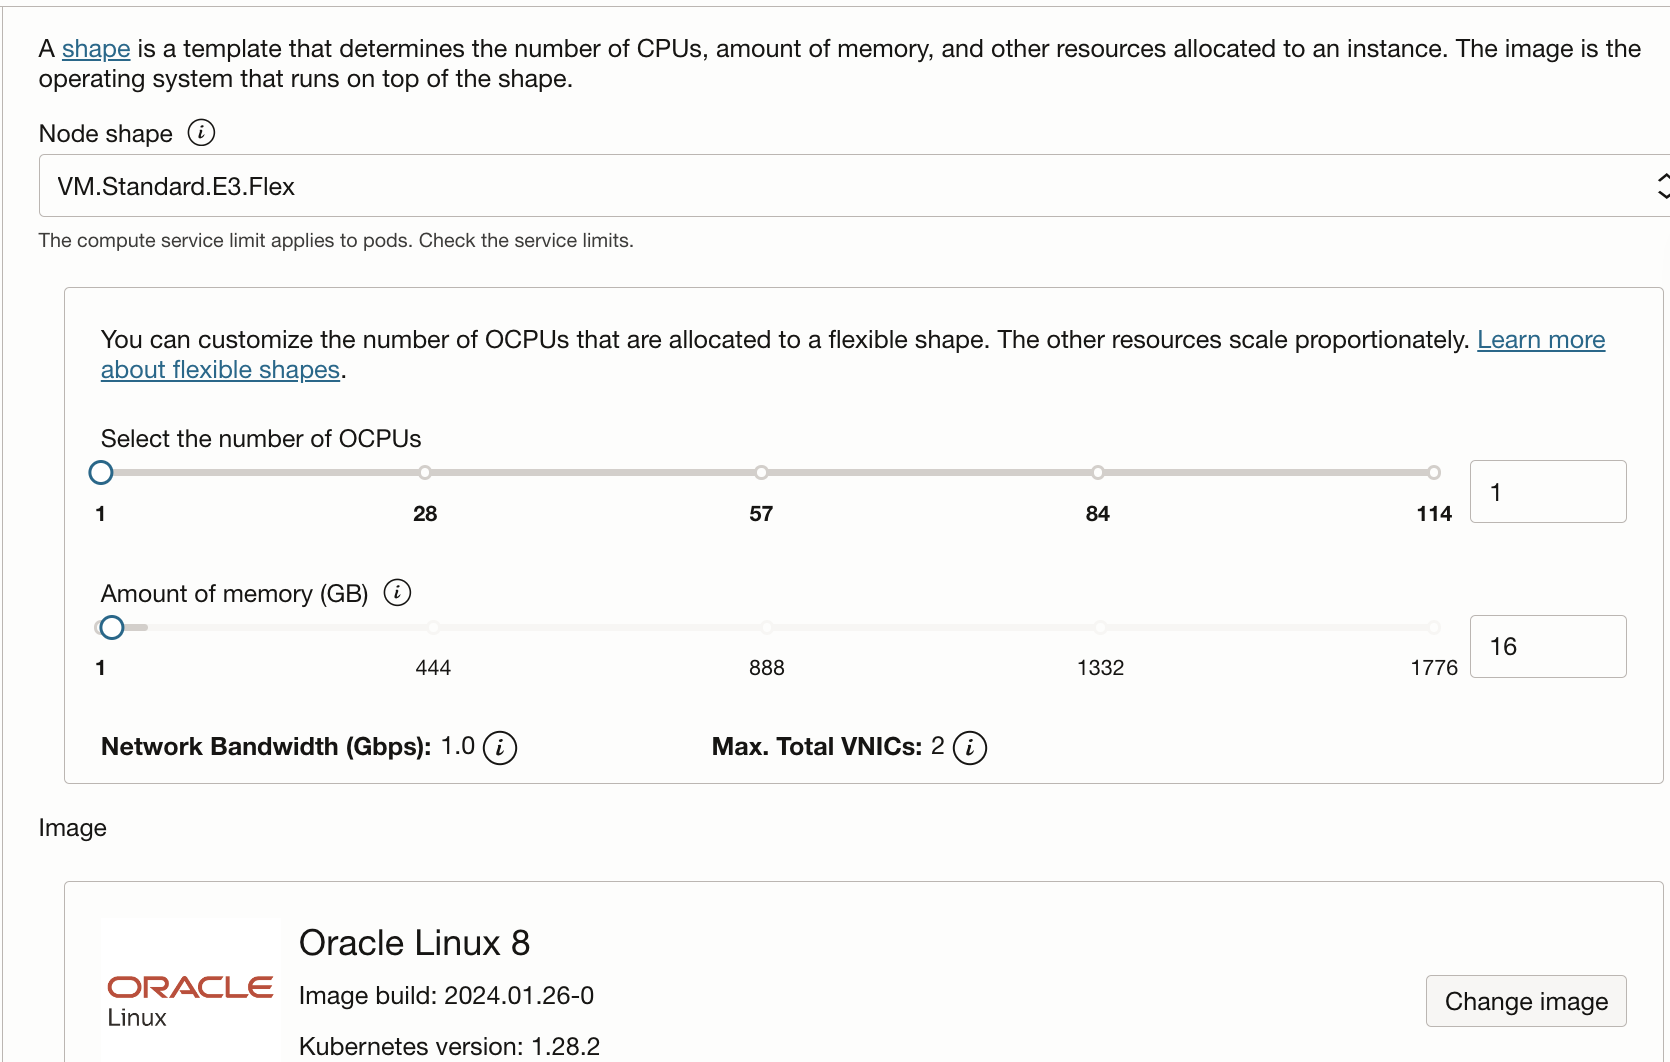 A shape is a template that determines the number of CPUs, amount of memory, and other resources allocated to an instance. The image is the
operating system that runs on top of the shape.
Node shape
VM.Standard.E3.Flex
The compute service limit applies to pods. Check the service limits.
You can customize the number of OCPUs that are allocated to a flexible shape. The other resources scale proportionately. Learn more
about flexible shapes.
Select the number of OCPUs
1 28 57 84 114
1
Amount of memory (GB)
1 444 888 1332 1776
16
Network Bandwidth (Gbps): 1.0 Max. Total VNICs: 2
Image
Oracle Linux 8
ORACLE
Linux
Image build: 2024.01.26-0
Change image
Kubernetes version: 1.28.2